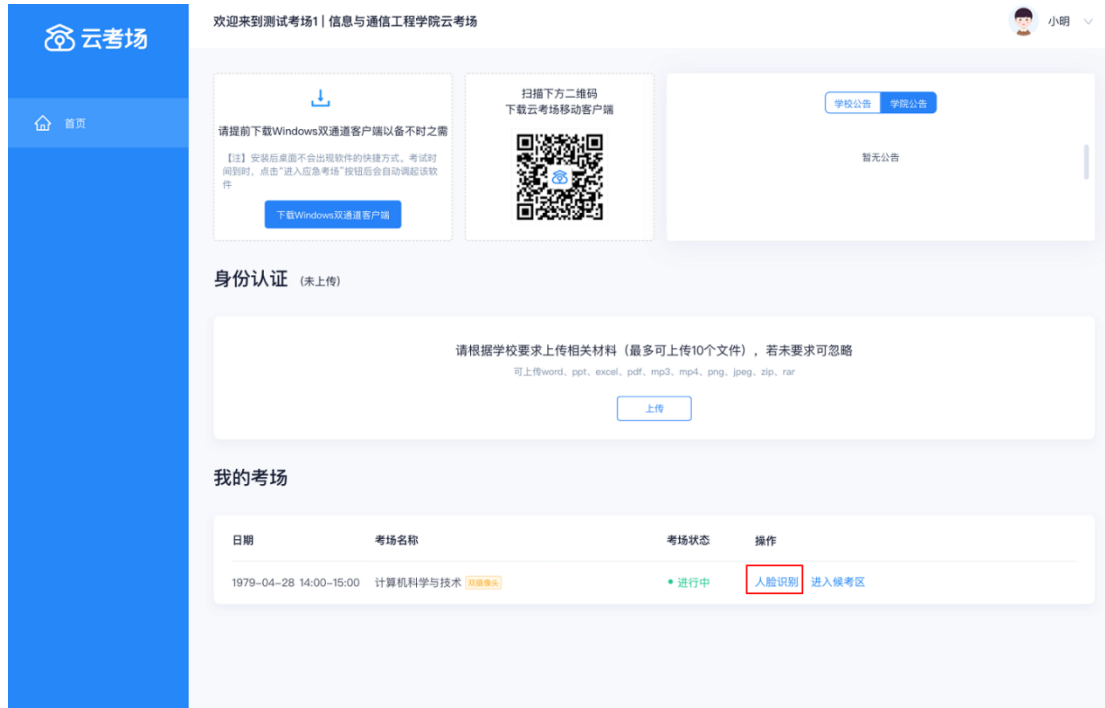 云考场
欢迎来到测试考场1 | 信息与通信工程学院云考场
小明
首页
请提前下载Windows双通道客户端以备不时之需
【注】安装后桌面不会出现软件的快捷方式，考试时
间到时，点击“进入应急考场”按钮后会自动调起该软
件
下载Windows双通道客户端
扫描下方二维码
下载云考场移动客户端
学校公告 学院公告
暂无公告
身份认证 (未上传)
请根据学校要求上传相关材料（最多可上传10个文件），若未要求可忽略
可上传word、ppt、excel、pdf、mp3、mp4、png、jpeg、zip、rar
上传
我的考场
日期 考场名称 考场状态 操作
1979-04-28 14:00-15:00 计算机科学与技术 双摄像头 进行中 人脸识别 进入候考区